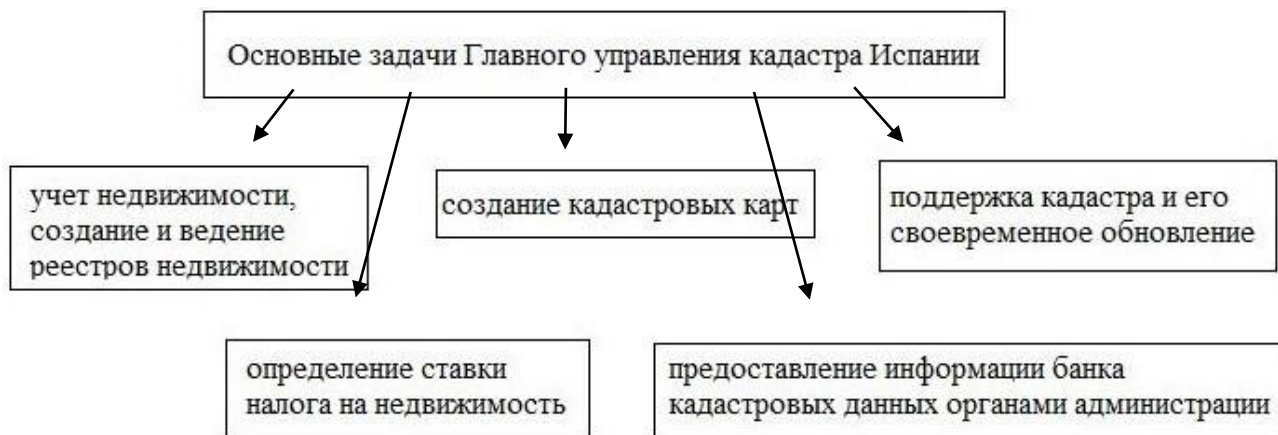 Основные задачи Главного управления кадастра Испании
учет недвижимости,
создание и ведение
реестров недвижимости
создание кадастровых карт
поддержка кадастра и его
своевременное обновление
определение ставки
налога на недвижимость
предоставление информации банка
кадастровых данных органами администрации